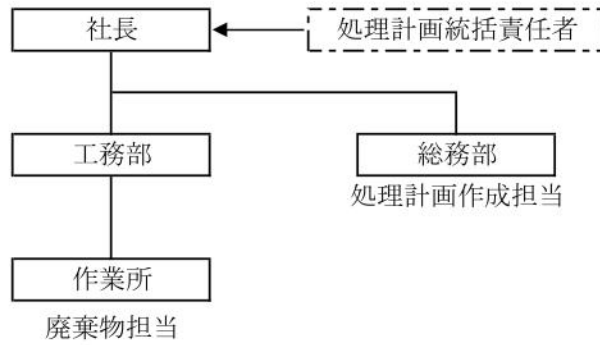 社長
処理計画統括責任者
工務部
総務部
処理計画作成担当
作業所
廃棄物担当